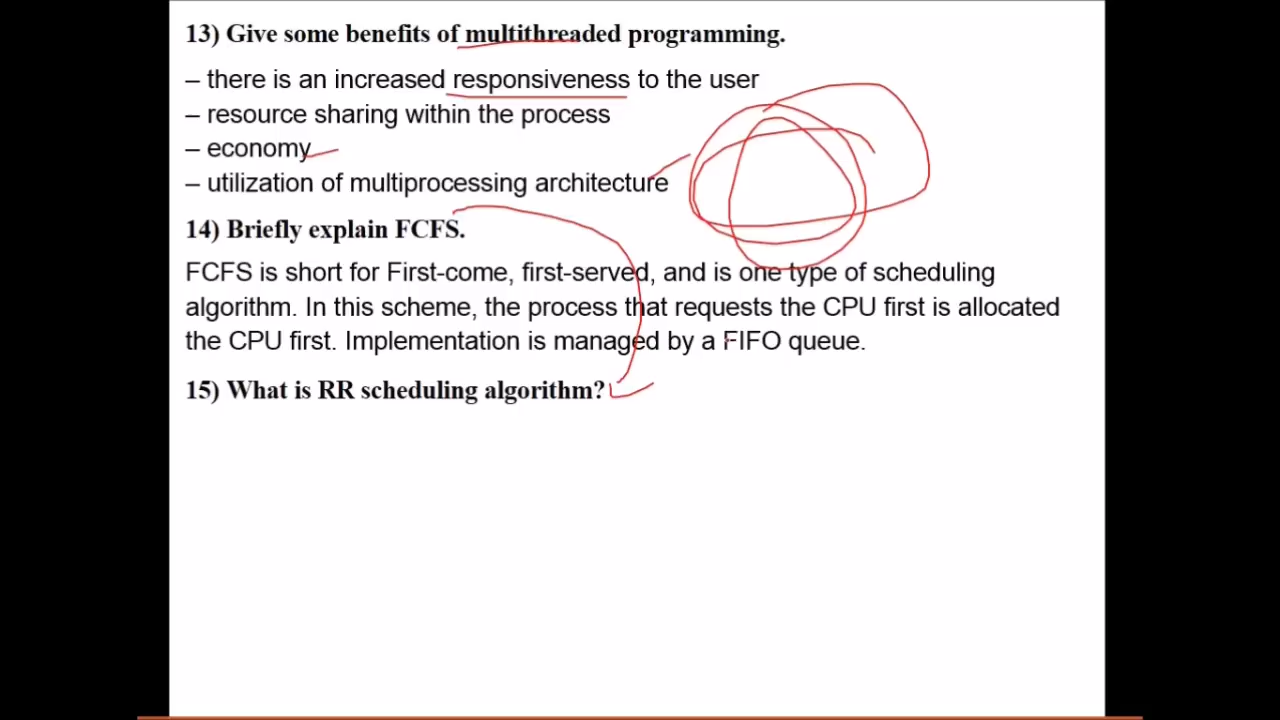 13) Give some benefits of multithreaded programming.
– there is an increased responsiveness to the user
– resource sharing within the process
– economy
– utilization of multiprocessing architecture
14) Briefly explain FCFS.
FCFS is short for First-come, first-served, and is one type of scheduling
algorithm. In this scheme, the process that requests the CPU first is allocated
the CPU first. Implementation is managed by a FIFO queue.
15) What is RR scheduling algorithm?